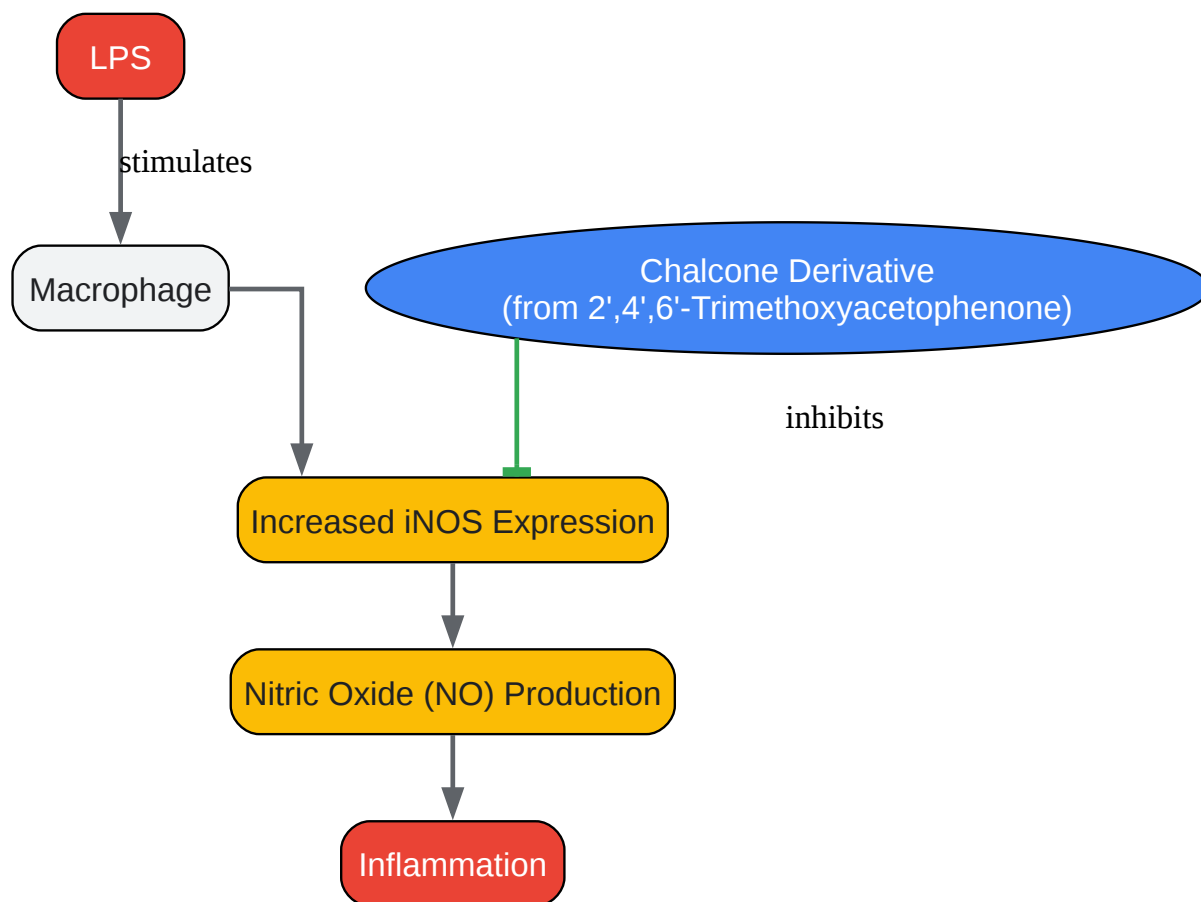 LPS
stimulates
Macrophage
Chalcone Derivative
(from 2',4',6'-Trimethoxyacetophenone)
inhibits
Increased iNOS Expression
Nitric Oxide (NO) Production
Inflammation